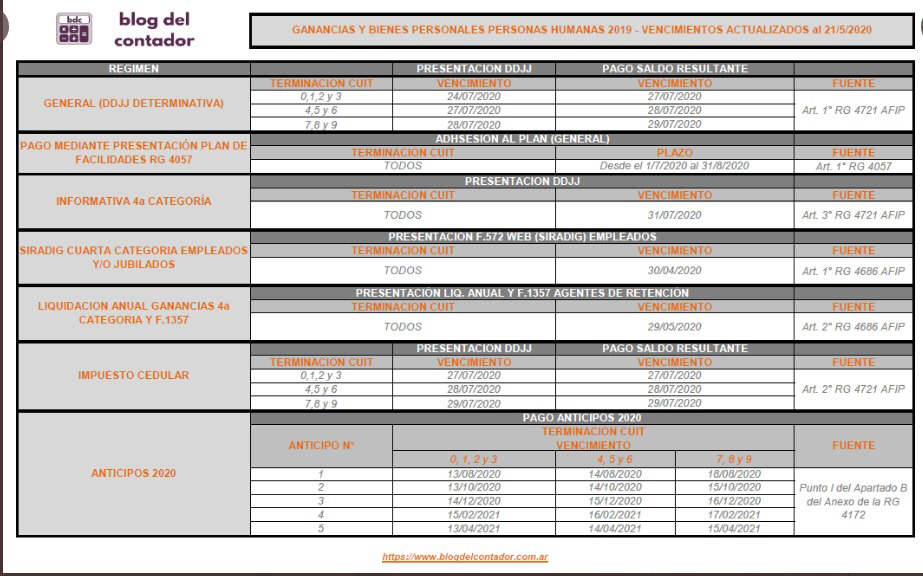 bdc
blog del
contador
GANANCIAS Y BIENES PERSONALES PERSONAS HUMANAS 2019 - VENCIMIENTOS ACTUALIZADOS al 21/5/2020
REGIMEN PRESENTACION DDJJ PAGO SALDO RESULTANTE
GENERAL (DDJJ DETERMINATIVA)
TERMINACION CUIT VENCIMIENTO VENCIMIENTO FUENTE
0,1,2 y 3 24/07/2020 27/07/2020
4,5 y 6 27/07/2020 28/07/2020
7,8 y 9 28/07/2020 29/07/2020
Art. 1° RG 4721 AFIP
PAGO MEDIANTE PRESENTACIÓN PLAN DE
FACILIDADES RG 4057
ADHSESION AL PLAN (GENERAL)
TERMINACION CUIT PLAZO FUENTE
TODOS Desde el 1/7/2020 al 31/8/2020 Art. 1° RG 4057
INFORMATIVA 4a CATEGORÍA
PRESENTACION DDJJ
TERMINACION CUIT VENCIMIENTO FUENTE
TODOS 31/07/2020 Art. 3° RG 4721 AFIP
SIRADIG CUARTA CATEGORIA EMPLEADOS
Y/O JUBILADOS
PRESENTACION F.572 WEB (SIRADIG) EMPLEADOS
TERMINACION CUIT VENCIMIENTO FUENTE
TODOS 30/04/2020 Art. 1° RG 4686 AFIP
LIQUIDACION ANUAL GANANCIAS 4a
CATEGORIA Y F.1357
PRESENTACIÓN LIQ. ANUAL Y F.1357 AGENTES DE RETENCIÓN
TERMINACION CUIT VENCIMIENTO FUENTE
TODOS 29/05/2020 Art. 2° RG 4686 AFIP
IMPUESTO CEDULAR
PRESENTACION DDJJ PAGO SALDO RESULTANTE
TERMINACION CUIT VENCIMIENTO VENCIMIENTO FUENTE
0,1,2 y 3 27/07/2020 27/07/2020
4,5 y 6 28/07/2020 28/07/2020
7,8 y 9 29/07/2020 29/07/2020
Art. 2° RG 4721 AFIP
ANTICIPOS 2020
PAGO ANTICIPOS 2020
ANTICIPO N°
TERMINACION CUIT
VENCIMIENTO
FUENTE
0, 1, 2 y 3 4, 5 y 6 7, 8 y 9
1 13/08/2020 14/08/2020 18/08/2020
2 13/10/2020 14/10/2020 15/10/2020
3 14/12/2020 15/12/2020 16/12/2020
4 15/02/2021 16/02/2021 17/02/2021
5 13/04/2021 14/04/2021 15/04/2021
Punto I del Apartado B
del Anexo de la RG
4172
https://www.blogdelcontador.com.ar